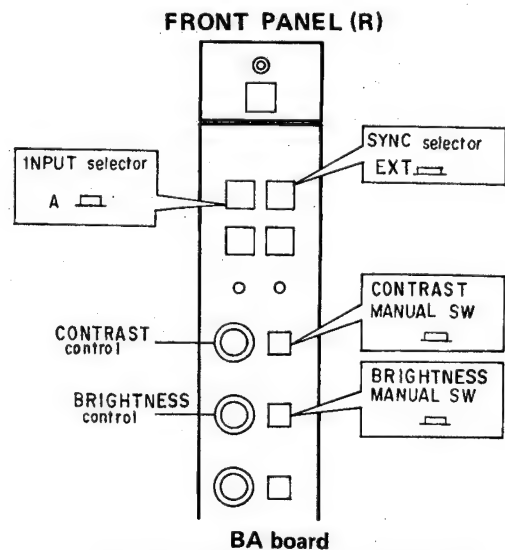 FRONT PANEL (R)
INPUT selector
A
SYNC selector
EXT
CONTRAST
MANUAL SW
CONTRAST
control
BRIGHTNESS
MANUAL SW
BRIGHTNESS
control
BA board